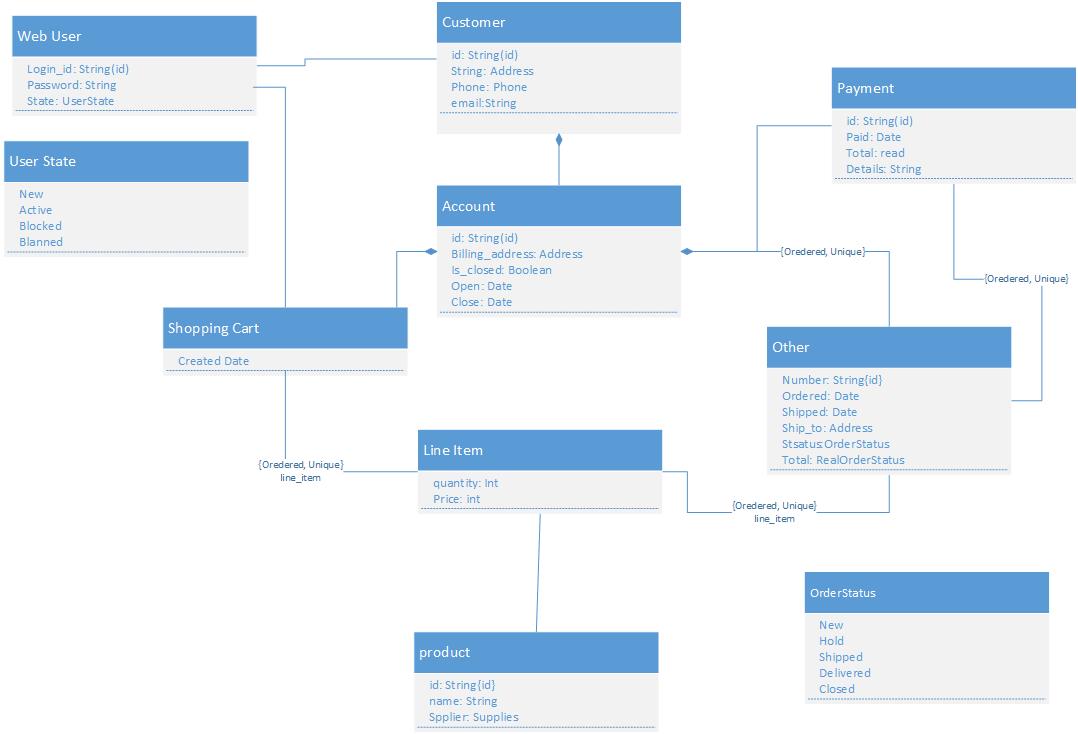 Web User
Login_id: String(id)
Password: String
State: UserState
Customer
id: String(id)
String: Address
Phone: Phone
email:String
Payment
id: String(id)
Paid: Date
Total: read
Details: String
User State
New
Active
Blocked
Blanned
Account
id: String(id)
Billing_address: Address
Is_closed: Boolean
Open: Date
Close: Date
{Oredered, Unique}
{Oredered, Unique}
Shopping Cart
Created Date
Other
Number: String{id}
Ordered: Date
Shipped: Date
Ship_to: Address
Stsatus:OrderStatus
Total: RealOrderStatus
{Oredered, Unique}
line_item
Line Item
quantity: Int
Price: int
{Oredered, Unique}
line_item
product
id: String{id}
name: String
Spplier: Supplies
OrderStatus
New
Hold
Shipped
Delivered
Closed